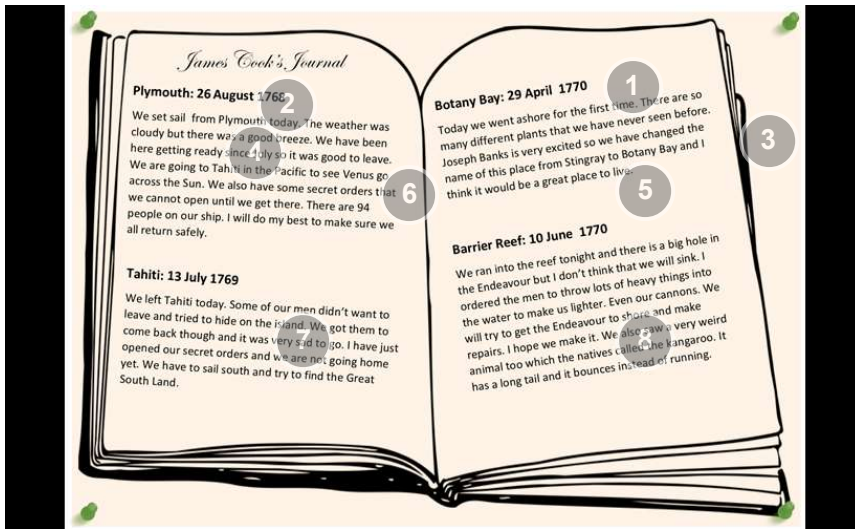 James Cook's Journal
Plymouth: 26 August 1768
We set sail from Plymouth today. The weather was
cloudy but there was a good breeze. We have been
here getting ready since July so it was good to leave.
We are going to Tahiti in the Pacific to see Venus go
across the Sun. We also have some secret orders that
we cannot open until we get there. There are 94
people on our ship. I will do my best to make sure we
all return safely.
Tahiti: 13 July 1769
We left Tahiti today. Some of our men didn't want to
leave and tried to hide on the island. We got them to
come back though and it was very sad to go. I have just
opened our secret orders and we are not going home
yet. We have to sail south and try to find the Great
South Land.
Botany Bay: 29 April 1770
Today we went ashore for the first time. There are so
many different plants that we have never seen before.
Joseph Banks is very excited so we have changed the
name of this place from Stingray to Botany Bay and I
think it would be a great place to live.
Barrier Reef: 10 June 1770
We ran into the reef tonight and there is a big hole in
the Endeavour but I don't think that we will sink. I
ordered the men to throw lots of heavy things into
the water to make us lighter. Even our cannons. We
will try to get the Endeavour to shore and make
repairs. I hope we make it. We also saw a very weird
animal too which the natives called the kangaroo. It
has a long tail and it bounces instead of running.
1
2
3
4
5
6
7
8